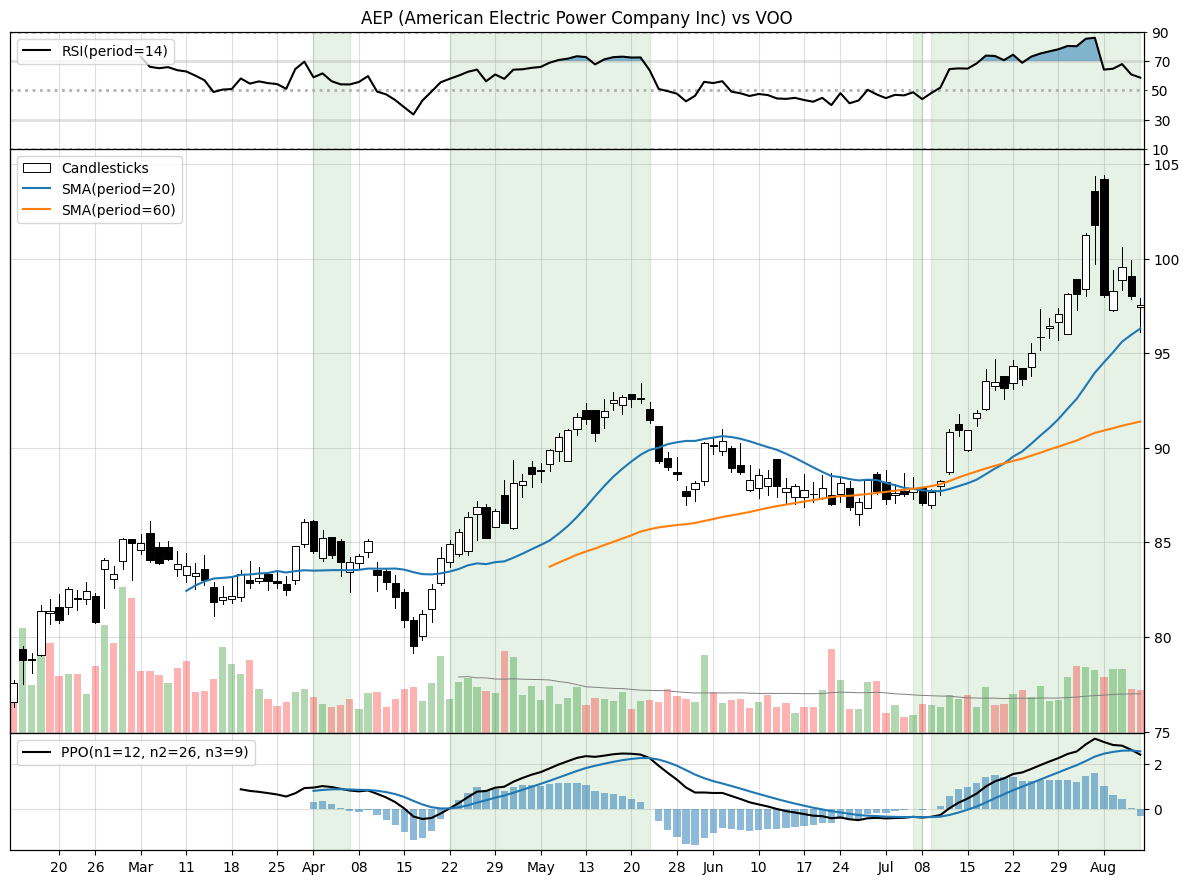 AEP (American Electric Power Company Inc) vs VOO
RSI(period=14)
90
70
50
30
10
Candlesticks
SMA(period=20)
SMA(period=60)
105
100
95
90
85
80
75
PPO(n1=12, n2=26, n3=9)
2
0
20 26 Mar 11 18 25 Apr 08 15 22 29 May 13 20 28 Jun 10 17 24 Jul 08 15 22 29 Aug